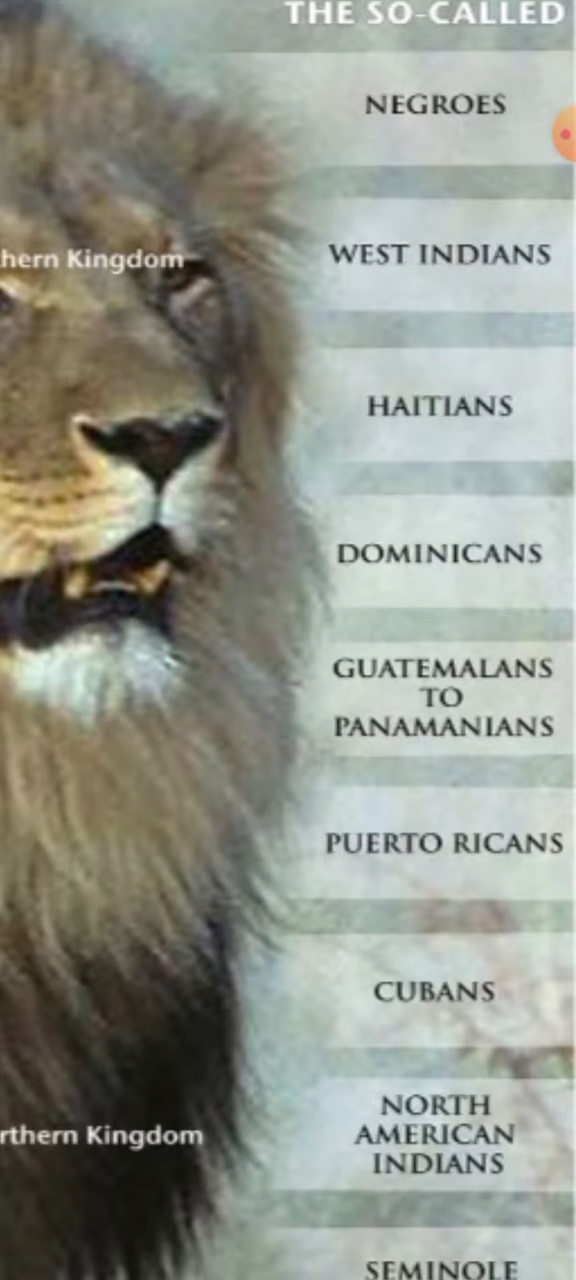 THE SO-CALLED
NEGROES
hern Kingdom
WEST INDIANS
HAITIANS
DOMINICANS
GUATEMALANS
TO
PANAMANIANS
PUERTO RICANS
CUBANS
NORTH
AMERICAN
INDIANS
rthern Kingdom
SEMINOLE